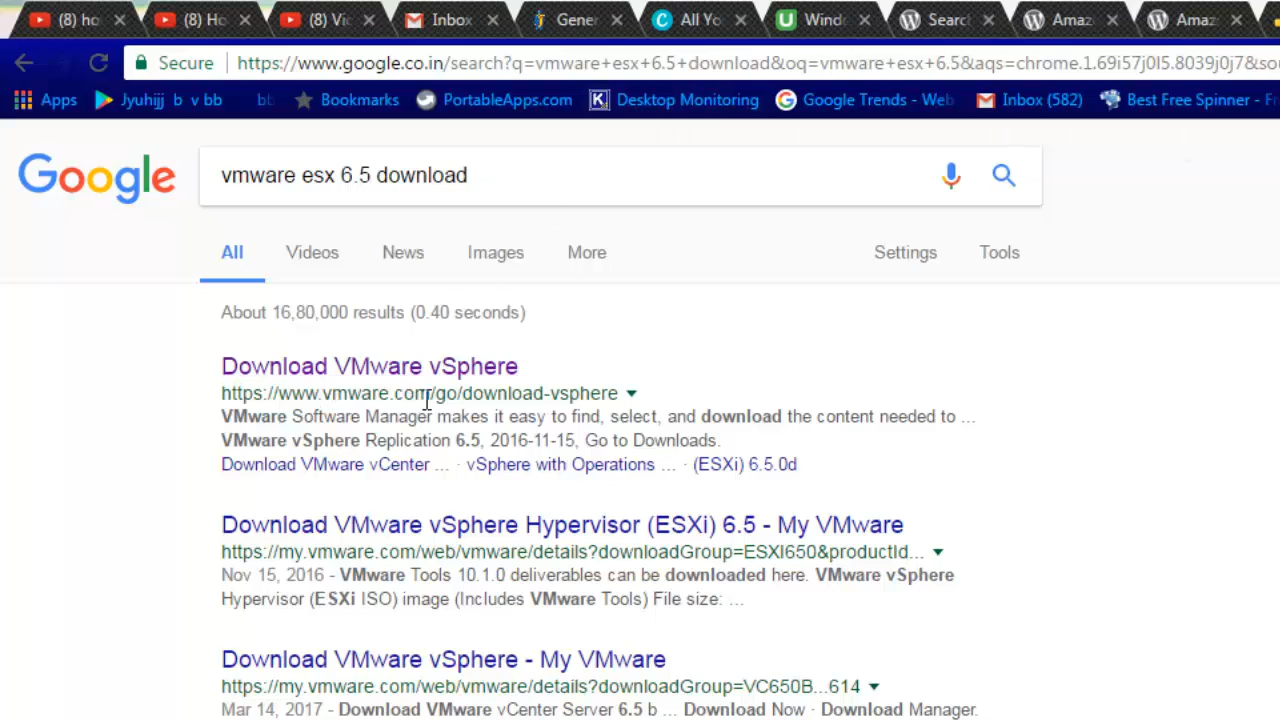 (8) ho
(8) Ho
(8) Vi
Inbox
Gener
All Yo
Windo
Searc
Amaz
Amaz
Secure https://www.google.co.in/search?q=vmware+esx+6.5+download&oq=vmware+esx+6.5&aqs=chrome.1.69i57j0l5.8039j0j7&sou
Apps Jyuhijj b v bb bb Bookmarks PortableApps.com Desktop Monitoring Google Trends - Web Inbox (582) Best Free Spinner - F
Google vmware esx 6.5 download
All Videos News Images More Settings Tools
About 16,80,000 results (0.40 seconds)
Download VMware vSphere
https://www.vmware.com/go/download-vsphere
VMware Software Manager makes it easy to find, select, and download the content needed to ...
VMware vSphere Replication 6.5, 2016-11-15, Go to Downloads.
Download VMware vCenter ... · vSphere with Operations ... · (ESXi) 6.5.0d
Download VMware vSphere Hypervisor (ESXi) 6.5 - My VMware
https://my.vmware.com/web/vmware/details?downloadGroup=ESXI650&productId...
Nov 15, 2016 - VMware Tools 10.1.0 deliverables can be downloaded here. VMware vSphere
Hypervisor (ESXi ISO) image (Includes VMware Tools) File size: ...
Download VMware vSphere - My VMware
https://my.vmware.com/web/vmware/details?downloadGroup=VC650B...614
Mar 14, 2017 - Download VMware vCenter Server 6.5 b ... Download Now · Download Manager.